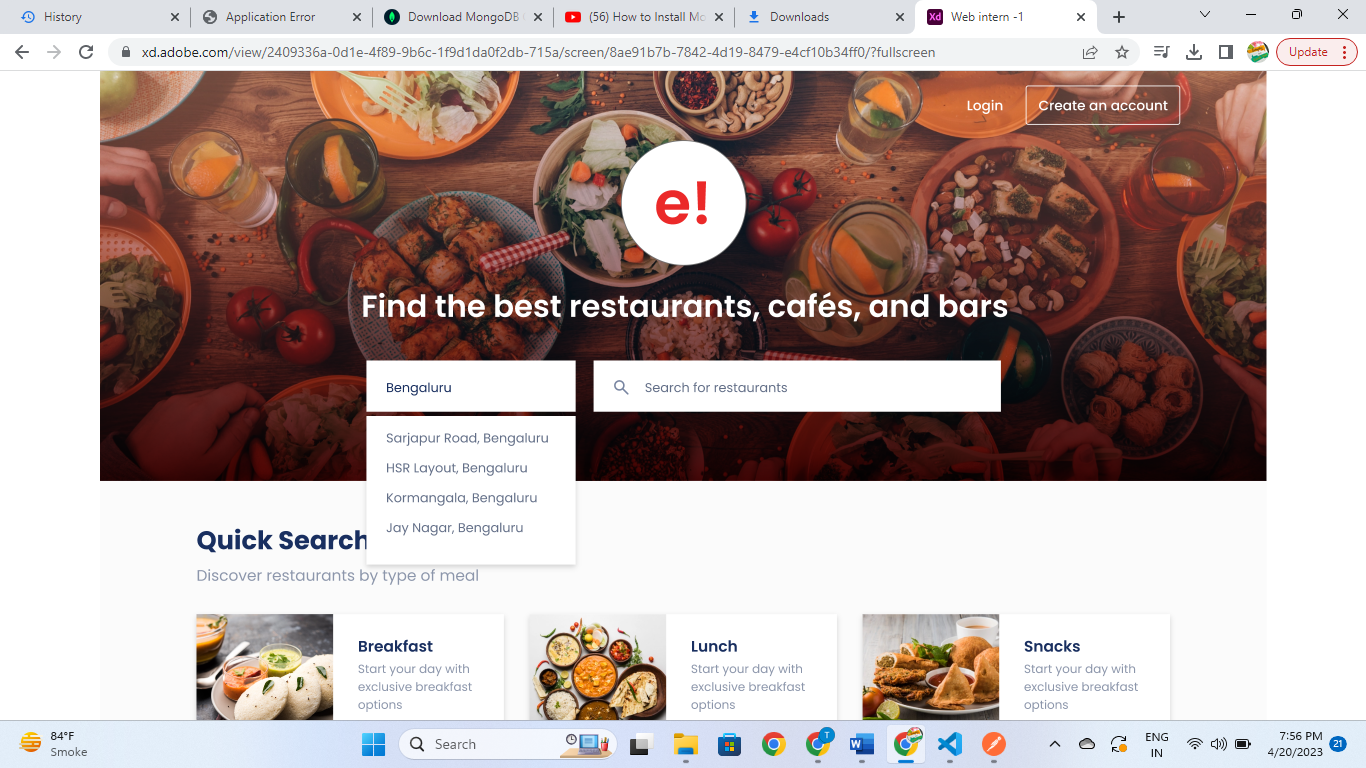 History
Application Error
Download MongoDB
(56) How to Install Mo
Downloads
Xd
Web intern -1
xd.adobe.com/view/2409336a-0d1e-4f89-9b6c-1f9d1da0f2db-715a/screen/8ae91b7b-7842-4d19-8479-e4cf10b34ff0/?fullscreen
Update
Login
Create an account
e!
Find the best restaurants, cafés, and bars
Bengaluru
Search for restaurants
Sarjapur Road, Bengaluru
HSR Layout, Bengaluru
Kormangala, Bengaluru
Jay Nagar, Bengaluru
Quick Search
Discover restaurants by type of meal
Breakfast
Start your day with
exclusive breakfast
options
Lunch
Start your day with
exclusive breakfast
options
Snacks
Start your day with
exclusive breakfast
options
84°F
Smoke
Search
T
W
ENG
IN
7:56 PM
4/20/2023
21